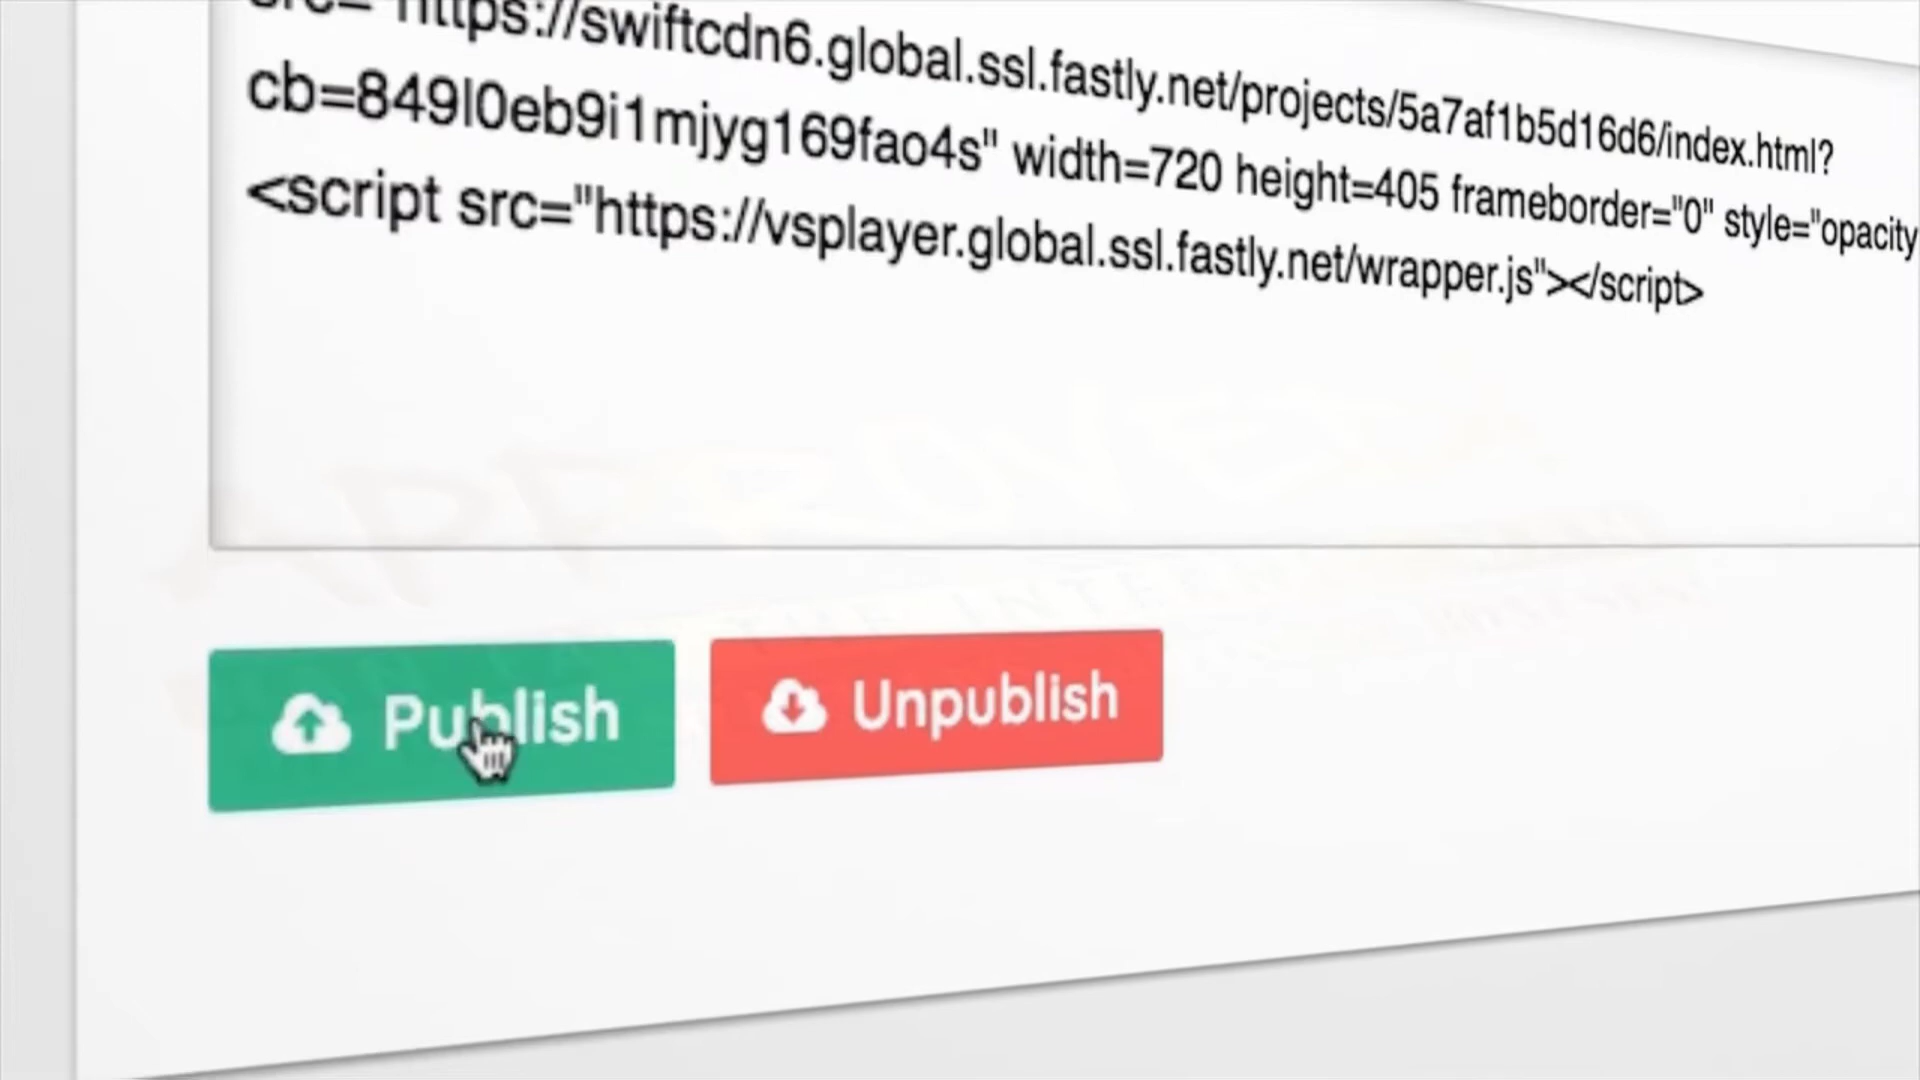 src="https://swiftcdn6.global.ssl.fastly.net/projects/5a7af1b5d16d6/index.html?
cb=849l0eb9i1mjyg169fao4s" width=720 height=405 frameborder="0" style="opacity
<script src="https://vsplayer.global.ssl.fastly.net/wrapper.js"></script>
Publish
Unpublish